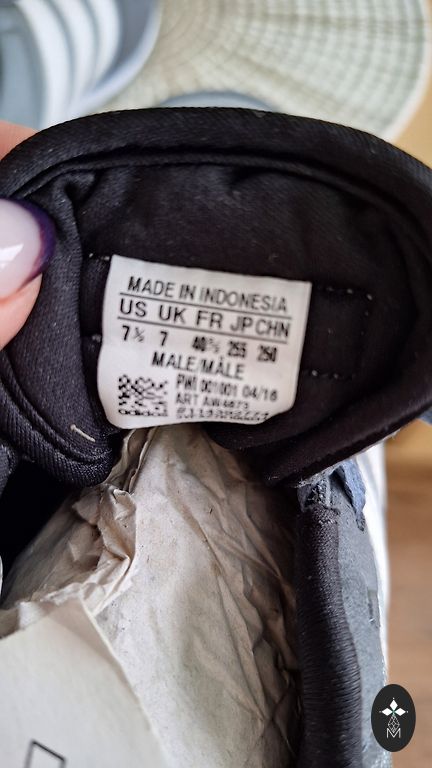 MADE IN INDONESIA
US UK FR JP CHN
7½ 7 40⅔ 255 250
MALE/MÂLE
PWI 001001 04/16
ART
M